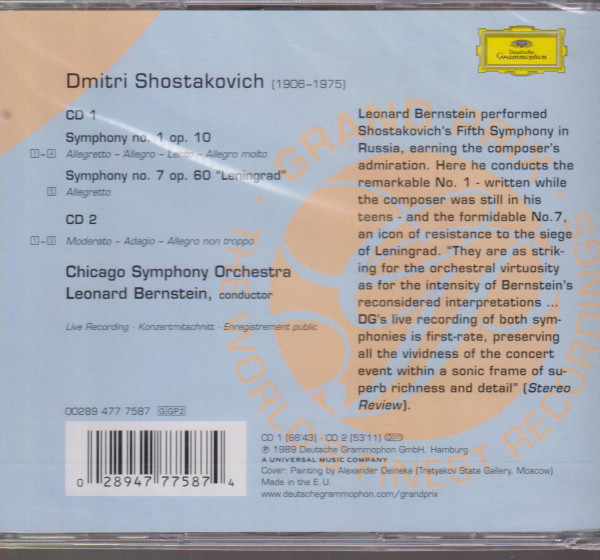 Deutsche
Grammophon
Dmitri Shostakovich (1906–1975)
CD 1
Symphony no. 1 op. 10
1–4 Allegretto – Allegro – Lento – Allegro molto
Symphony no. 7 op. 60 "Leningrad"
5 Allegretto
CD 2
1–3 Moderato – Adagio – Allegro non troppo
Chicago Symphony Orchestra
Leonard Bernstein, conductor
Live Recording · Konzertmitschnitt · Enregistrement public
Leonard Bernstein performed
Shostakovich's Fifth Symphony in
Russia, earning the composer's
admiration. Here he conducts the
remarkable No. 1 - written while
the composer was still in his
teens - and the formidable No.7,
an icon of resistance to the siege
of Leningrad. "They are as strik-
ing for the orchestral virtuosity
as for the intensity of Bernstein's
reconsidered interpretations ...
DG's live recording of both sym-
phonies is first-rate, preserving
all the vividness of the concert
event within a sonic frame of su-
perb richness and detail" (Stereo
Review).
GRAND PRIX
THE WORLD'S FINEST RECORDINGS
00289 477 7587 G GP2
0 28947 77587 4
CD 1 [66'43] · CD 2 [53'11] DDD
℗ 1989 Deutsche Grammophon GmbH, Hamburg
A UNIVERSAL MUSIC COMPANY
Cover: Painting by Alexander Deineka (Tretyakov State Gallery, Moscow)
Made in the E.U.
www.deutschegrammophon.com/grandprix